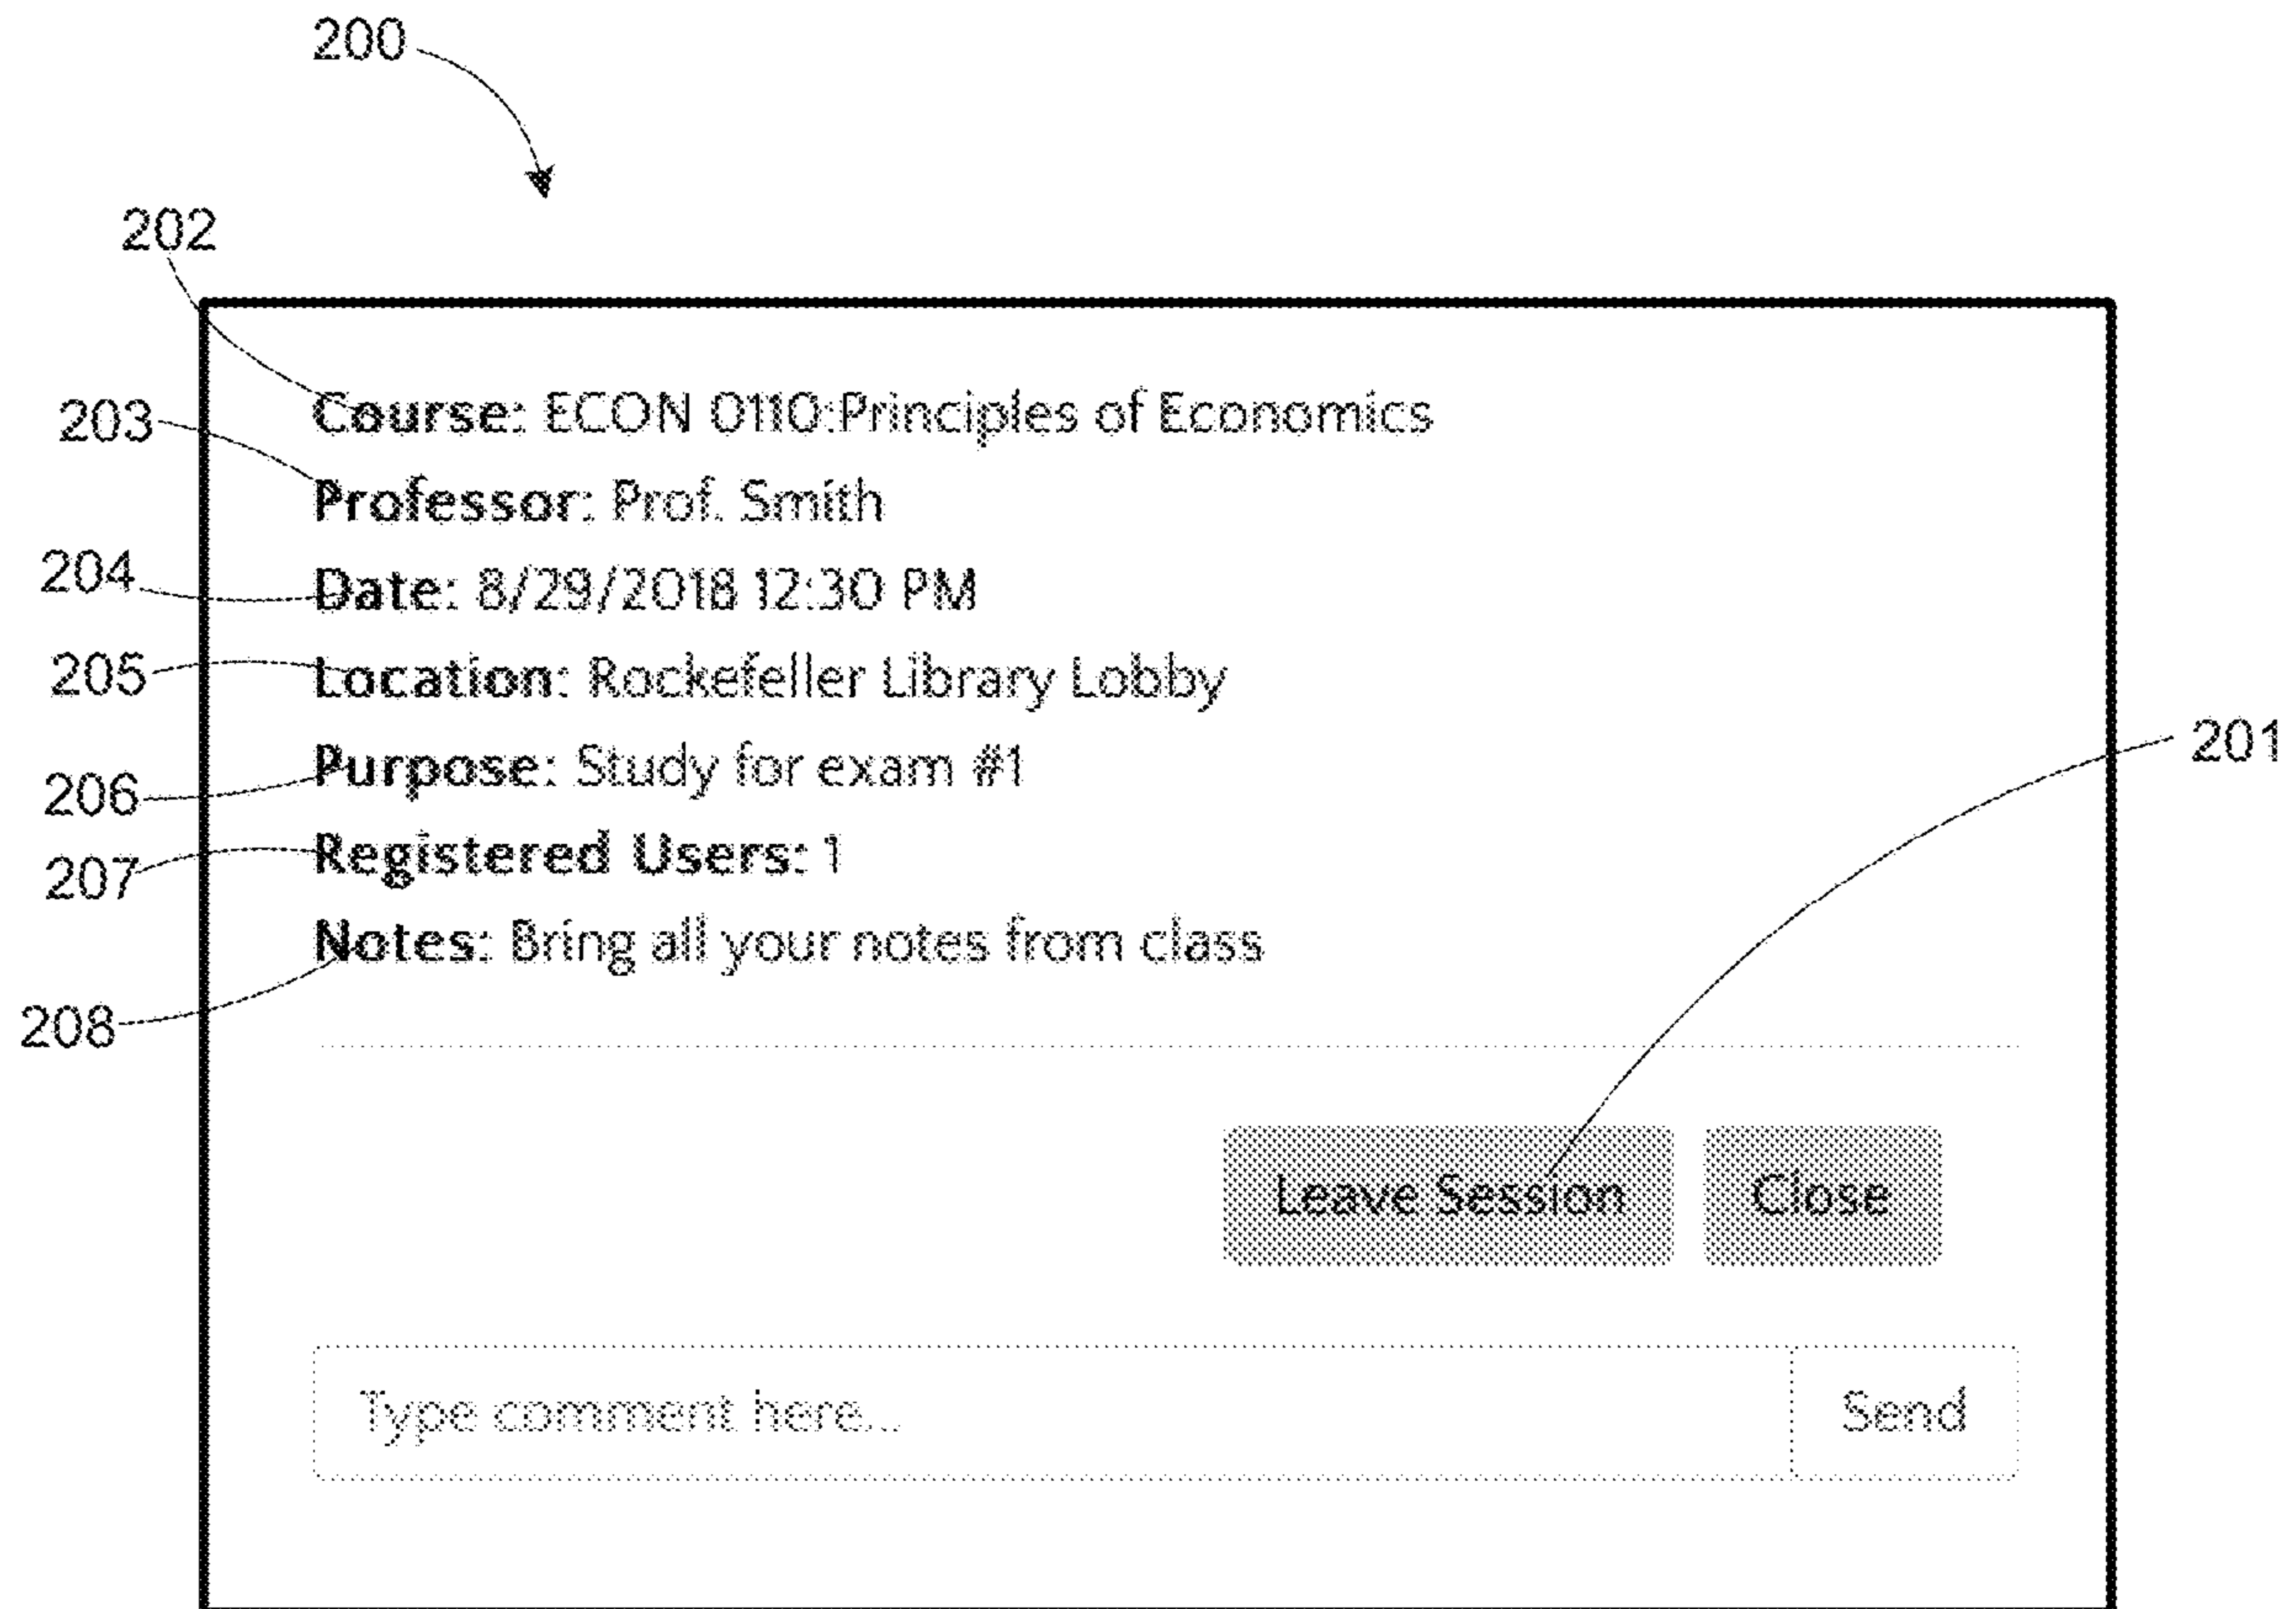 200
202
Course: ECON 0110:Principles of Economics
203
Professor: Prof. Smith
204
Date: 8/29/2018 12:30 PM
205
Location: Rockefeller Library Lobby
201
206
Purpose: Study for exam #1
207
Registered Users: 1
Notes: Bring all your notes from class
208
Leave Session Close
Type comment here... Send